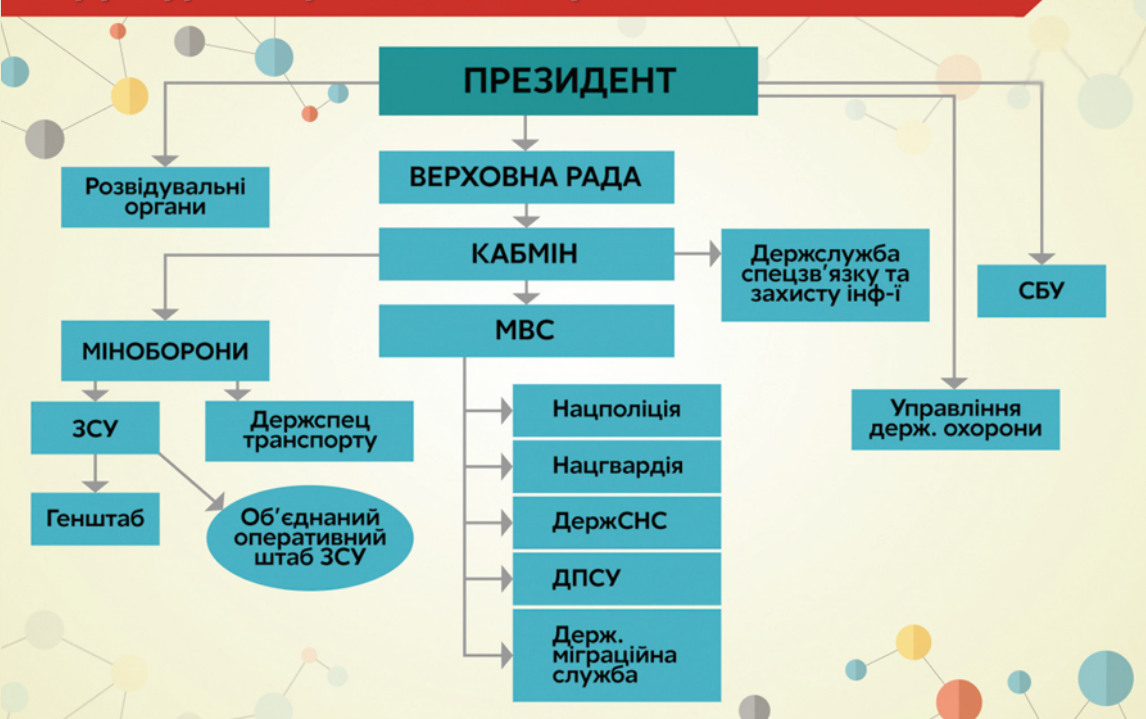 ПРЕЗИДЕНТ
Розвідувальні
органи
ВЕРХОВНА РАДА
КАБМІН
Держслужба
спецзв’язку та
захисту інф-ї
СБУ
МВС
МІНОБОРОНИ
ЗСУ
Держспец
транспорту
Генштаб
Об’єднаний
оперативний
штаб ЗСУ
Нацполіція
Нацгвардія
ДержСНС
ДПСУ
Держ.
міграційна
служба
Управління
держ. охорони